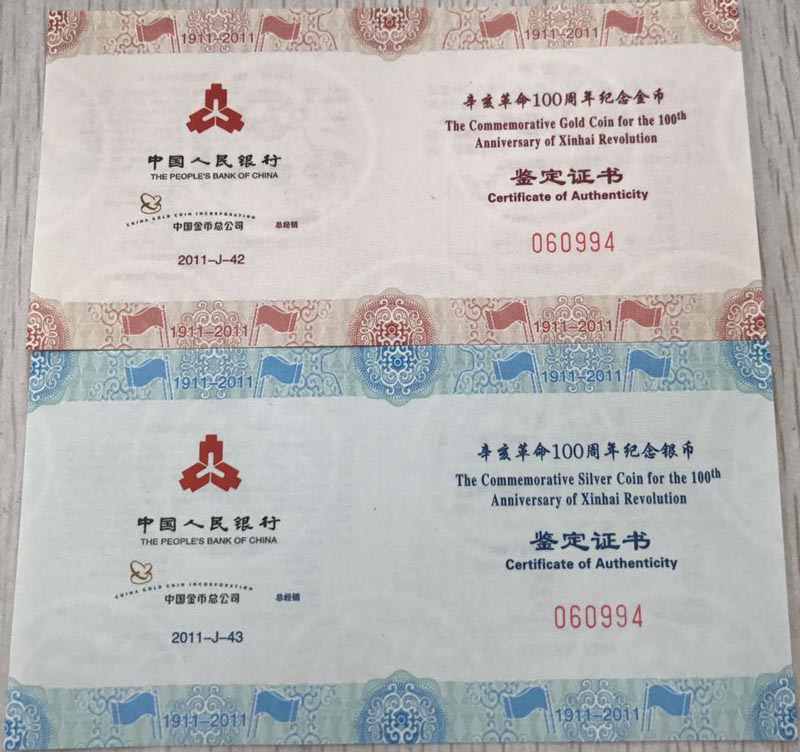 1911–2011
1911–2011
中国人民银行
THE PEOPLE'S BANK OF CHINA
CHINA GOLD COIN INCORPORATION
中国金币总公司 总经销
2011–J–42
辛亥革命100周年纪念金币
The Commemorative Gold Coin for the 100th
Anniversary of Xinhai Revolution
鉴定证书
Certificate of Authenticity
060994
1911–2011
1911–2011
1911–2011
1911–2011
中国人民银行
THE PEOPLE'S BANK OF CHINA
CHINA GOLD COIN INCORPORATION
中国金币总公司 总经销
2011–J–43
辛亥革命100周年纪念银币
The Commemorative Silver Coin for the 100th
Anniversary of Xinhai Revolution
鉴定证书
Certificate of Authenticity
060994
1911–2011
1911–2011